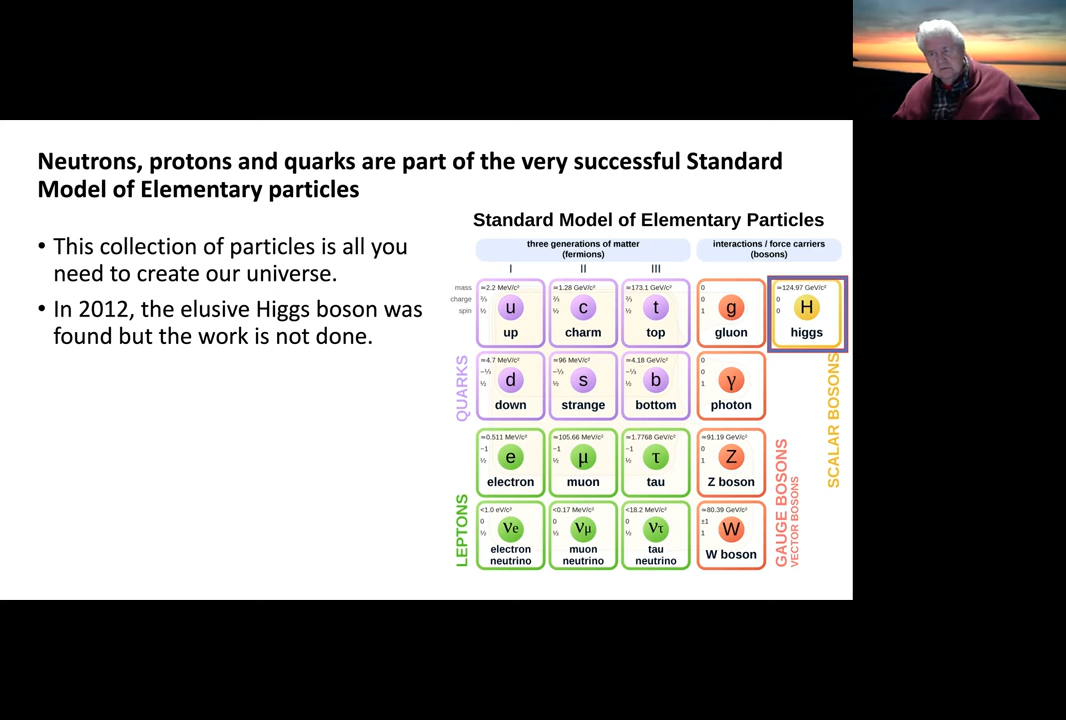 Neutrons, protons and quarks are part of the very successful Standard
Model of Elementary particles
• This collection of particles is all you
need to create our universe.
• In 2012, the elusive Higgs boson was
found but the work is not done.
Standard Model of Elementary Particles
three generations of matter
(fermions)
interactions / force carriers
(bosons)
I II III
mass ≃2.2 MeV/c² ≃1.28 GeV/c² ≃173.1 GeV/c² 0 ≃124.97 GeV/c²
charge ⅔ ⅔ ⅔ 0 0
spin ½ ½ ½ 1 0
u c t g H
up charm top gluon higgs
QUARKS
≃4.7 MeV/c² ≃96 MeV/c² ≃4.18 GeV/c² 0
−⅓ −⅓ −⅓ 0
½ ½ ½ 1
d s b γ
down strange bottom photon
SCALAR BOSONS
≃0.511 MeV/c² ≃105.66 MeV/c² ≃1.7768 GeV/c² ≃91.19 GeV/c²
−1 −1 −1 0
½ ½ ½ 1
e μ τ Z
electron muon tau Z boson
LEPTONS
<1.0 eV/c² <0.17 MeV/c² <18.2 MeV/c² ≃80.39 GeV/c²
0 0 0 ±1
½ ½ ½ 1
νe νμ ντ W
electron muon tau W boson
neutrino neutrino neutrino
GAUGE BOSONS
VECTOR BOSONS